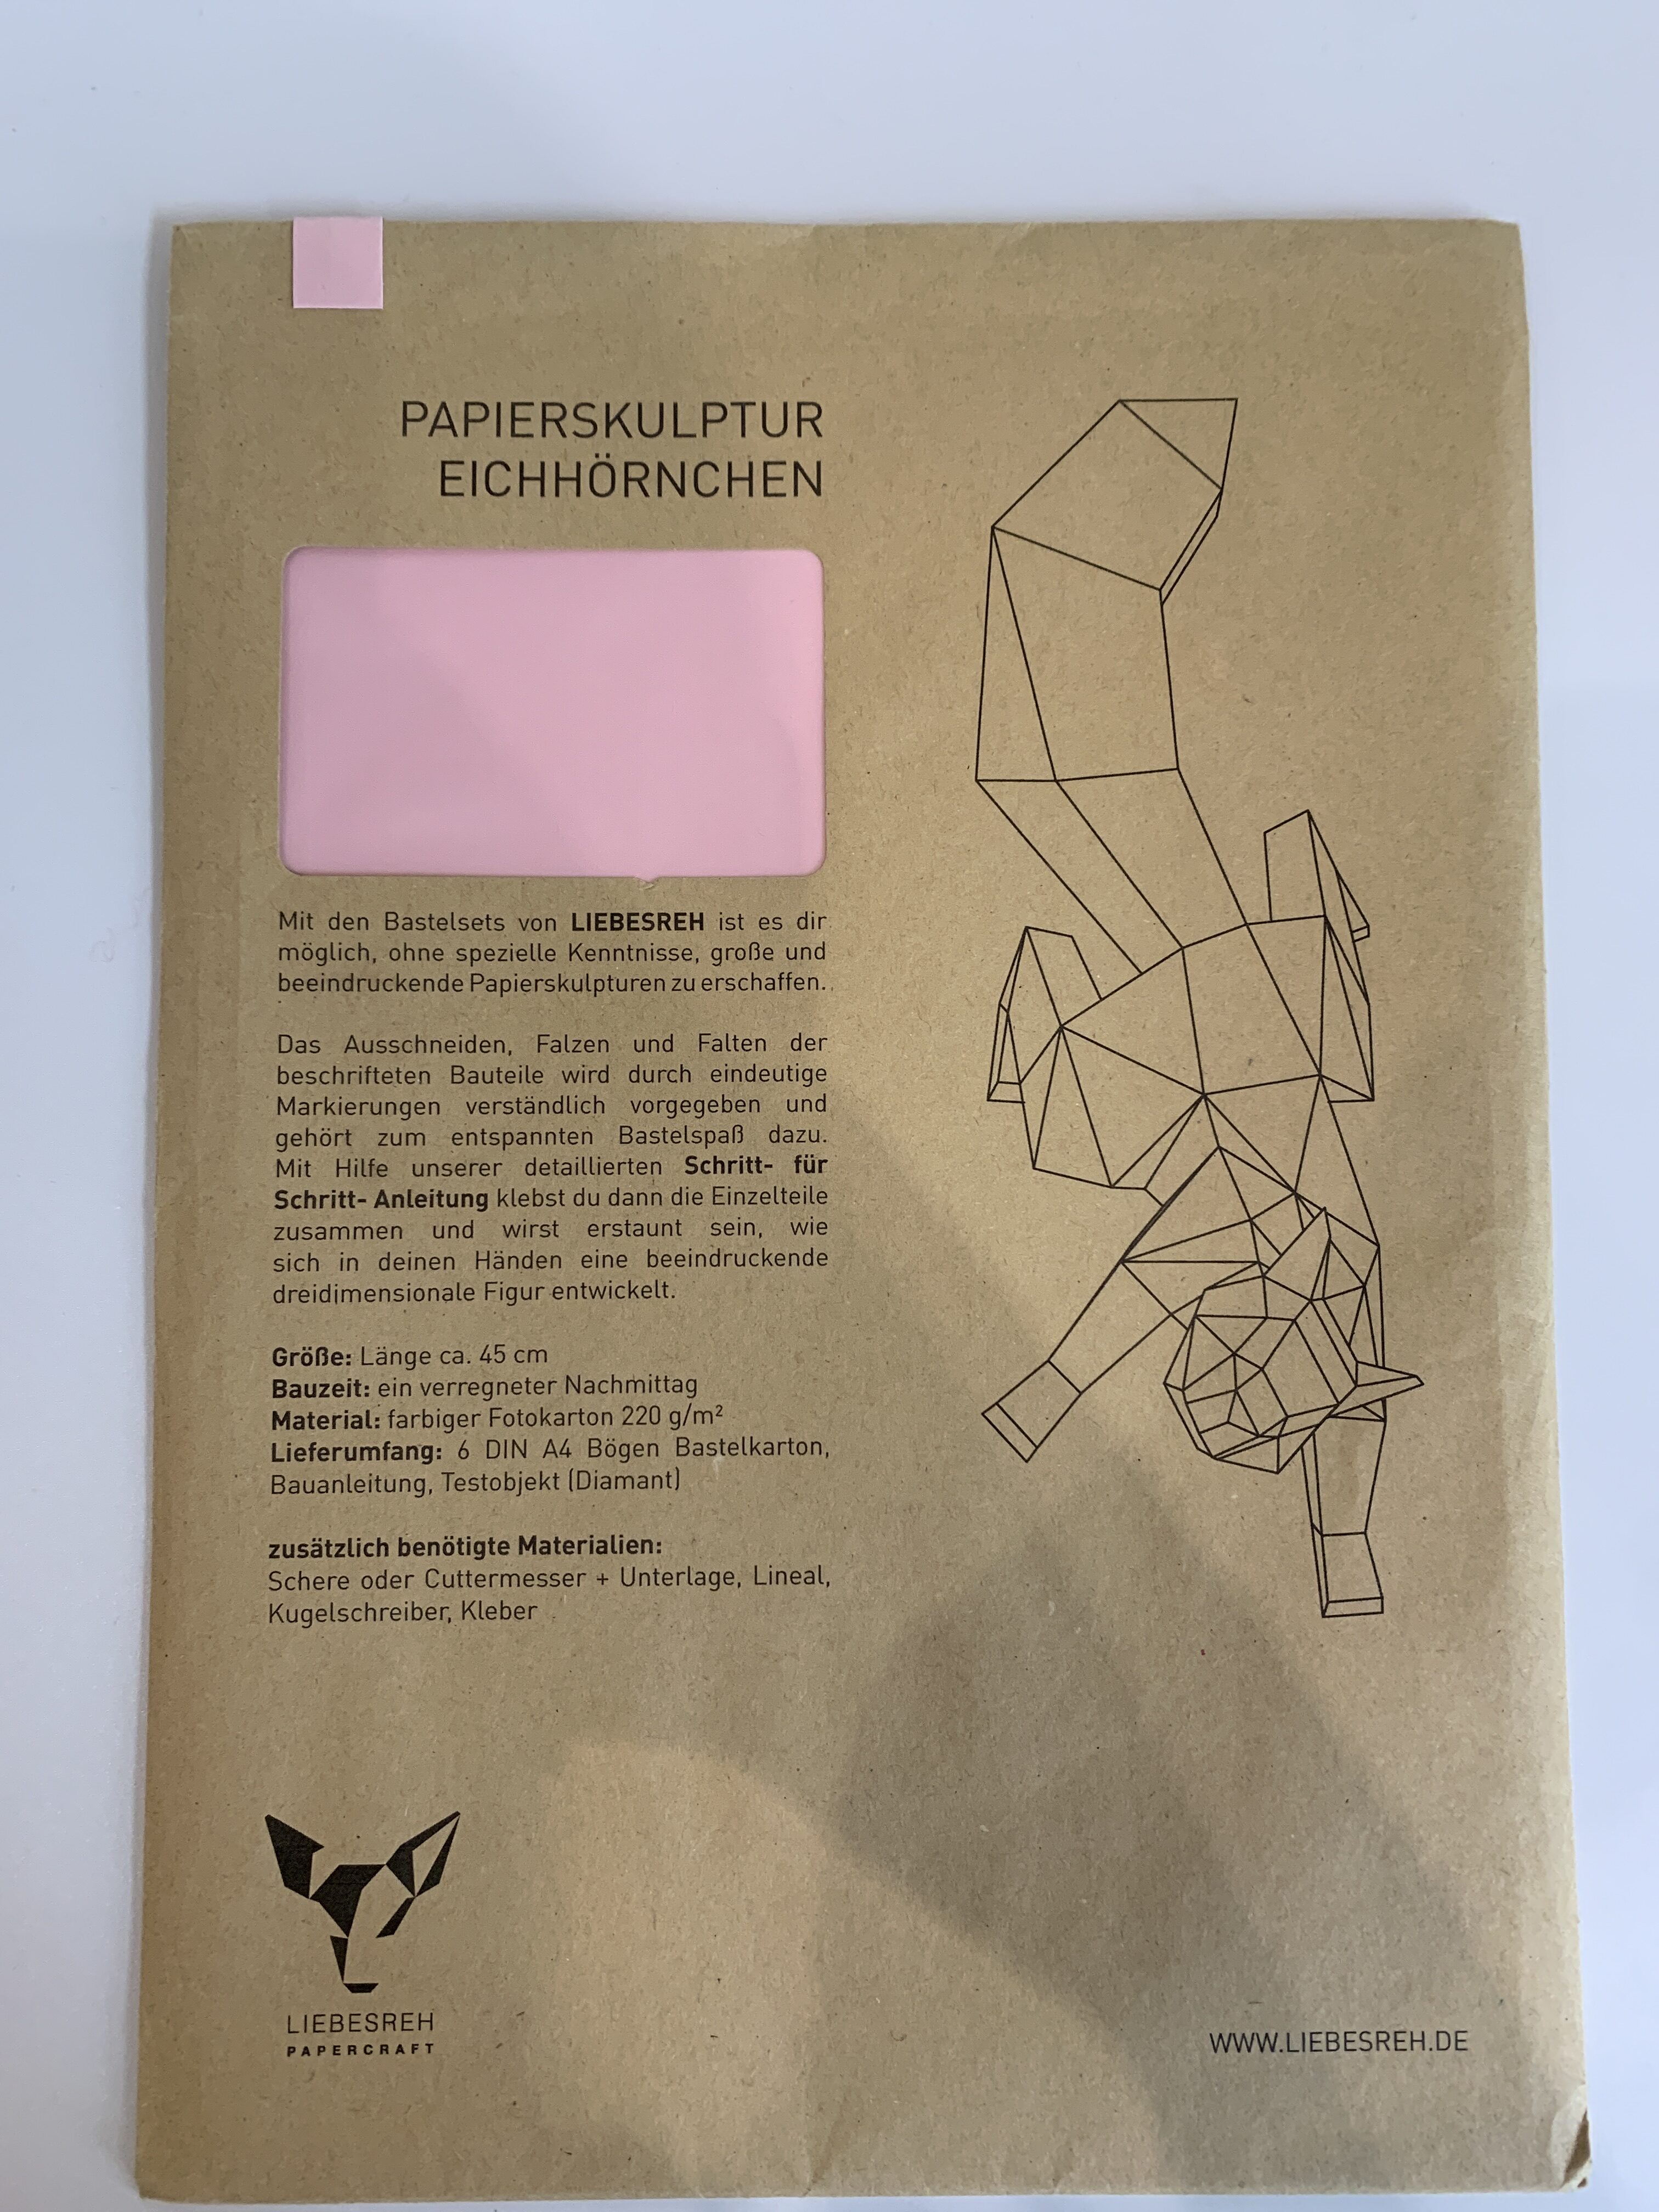 PAPIERSKULPTUR
EICHHÖRNCHEN
Mit den Bastelsets von LIEBESREH ist es dir
möglich, ohne spezielle Kenntnisse, große und
beeindruckende Papierskulpturen zu erschaffen.
Das Ausschneiden, Falzen und Falten der
beschrifteten Bauteile wird durch eindeutige
Markierungen verständlich vorgegeben und
gehört zum entspannten Bastelspaß dazu.
Mit Hilfe unserer detaillierten Schritt- für
Schritt- Anleitung klebst du dann die Einzelteile
zusammen und wirst erstaunt sein, wie
sich in deinen Händen eine beeindruckende
dreidimensionale Figur entwickelt.
Größe: Länge ca. 45 cm
Bauzeit: ein verregneter Nachmittag
Material: farbiger Fotokarton 220 g/m²
Lieferumfang: 6 DIN A4 Bögen Bastelkarton,
Bauanleitung, Testobjekt (Diamant)
zusätzlich benötigte Materialien:
Schere oder Cuttermesser + Unterlage, Lineal,
Kugelschreiber, Kleber
LIEBESREH
PAPERCRAFT
WWW.LIEBESREH.DE